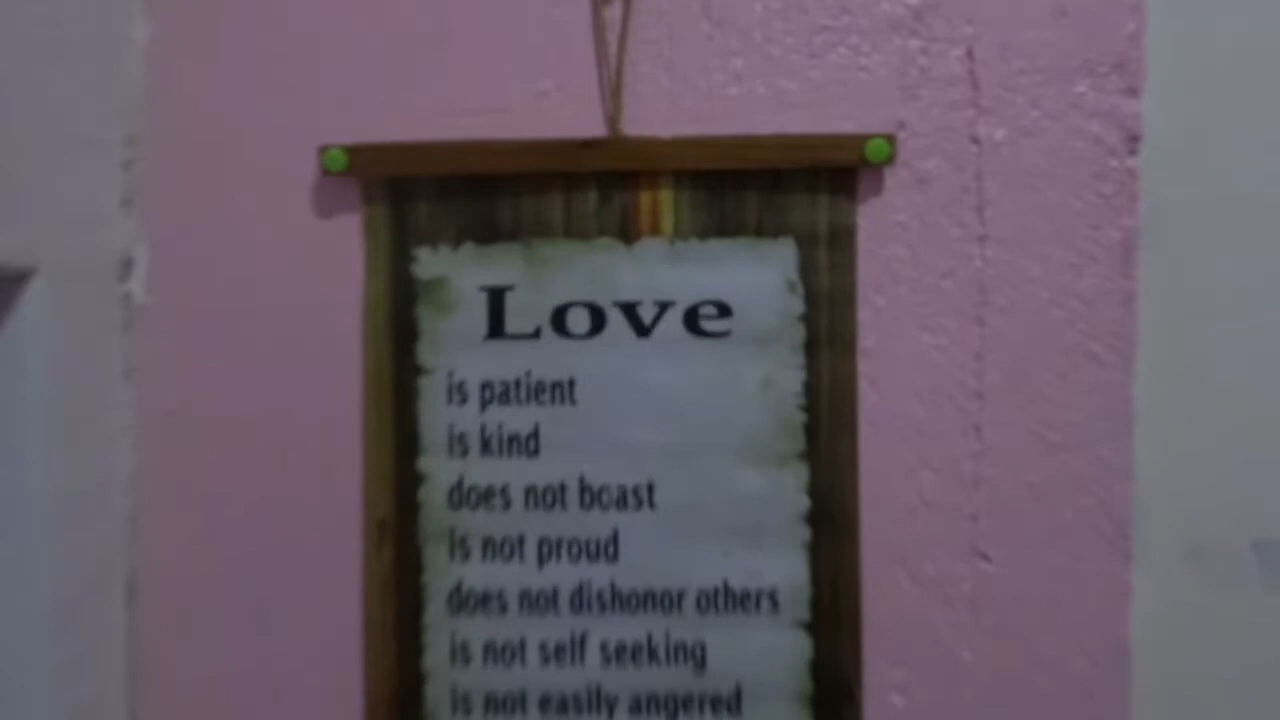 Love
is patient
is kind
does not boast
is not proud
does not dishonor others
is not self seeking
is not easily angered